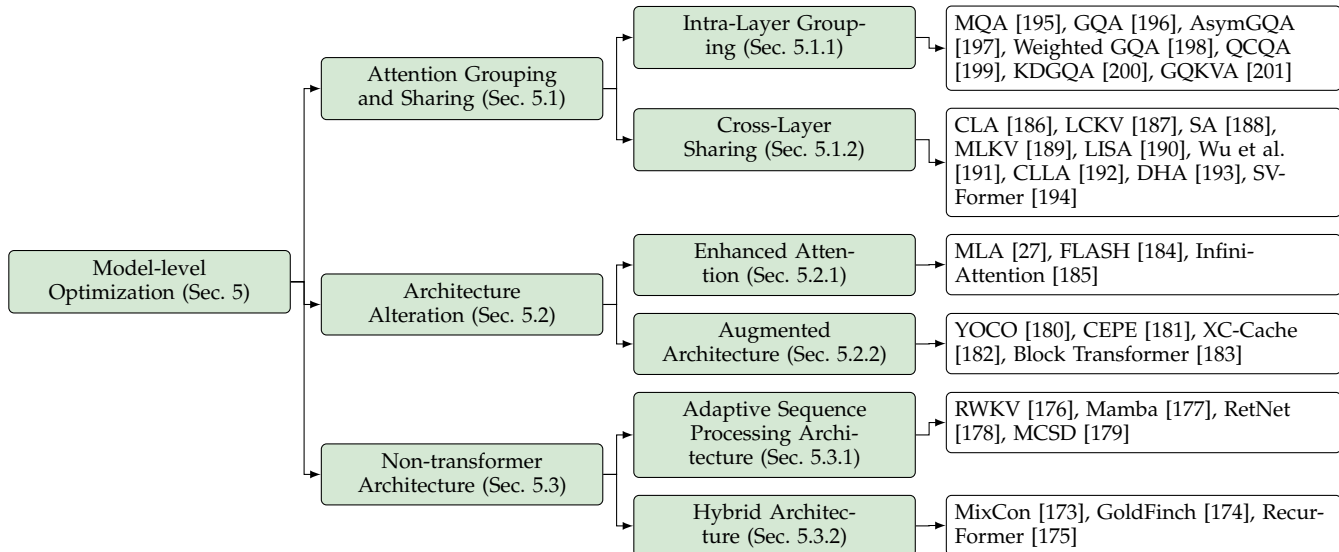 Model-level
Optimization (Sec. 5)
Attention Grouping
and Sharing (Sec. 5.1)
Intra-Layer Group-
ing (Sec. 5.1.1)
MQA [195], GQA [196], AsymGQA
[197], Weighted GQA [198], QCQA
[199], KDGQA [200], GQKVA [201]
Cross-Layer
Sharing (Sec. 5.1.2)
CLA [186], LCKV [187], SA [188],
MLKV [189], LISA [190], Wu et al.
[191], CLLA [192], DHA [193], SV-
Former [194]
Architecture
Alteration (Sec. 5.2)
Enhanced Atten-
tion (Sec. 5.2.1)
MLA [27], FLASH [184], Infini-
Attention [185]
Augmented
Architecture (Sec. 5.2.2)
YOCO [180], CEPE [181], XC-Cache
[182], Block Transformer [183]
Non-transformer
Architecture (Sec. 5.3)
Adaptive Sequence
Processing Archi-
tecture (Sec. 5.3.1)
RWKV [176], Mamba [177], RetNet
[178], MCSD [179]
Hybrid Architec-
ture (Sec. 5.3.2)
MixCon [173], GoldFinch [174], Recur-
Former [175]